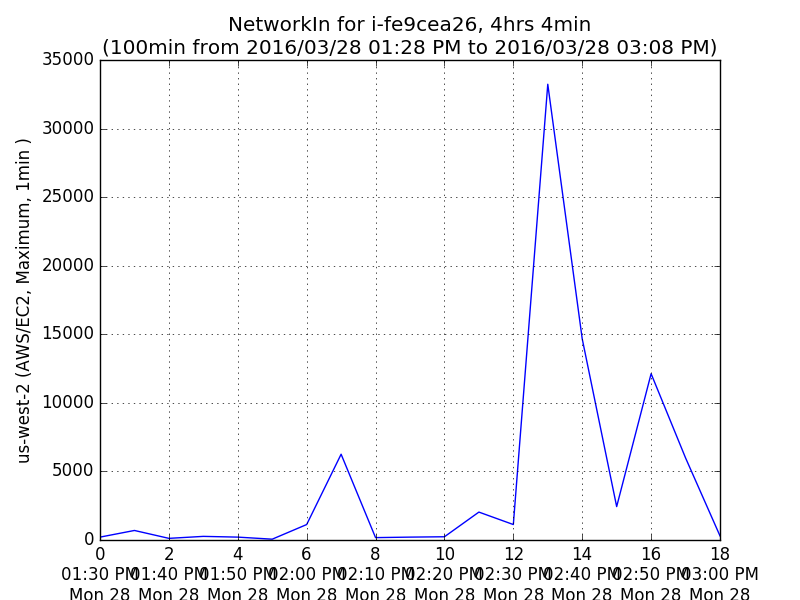 NetworkIn for i-fe9cea26, 4hrs 4min
(100min from 2016/03/28 01:28 PM to 2016/03/28 03:08 PM)
us-west-2 (AWS/EC2, Maximum, 1min )
35000
30000
25000
20000
15000
10000
5000
0
0 2 4 6 8 10 12 14 16 18
01:30 PM 01:40 PM 01:50 PM 02:00 PM 02:10 PM 02:20 PM 02:30 PM 02:40 PM 02:50 PM 03:00 PM
Mon 28 Mon 28 Mon 28 Mon 28 Mon 28 Mon 28 Mon 28 Mon 28 Mon 28 Mon 28